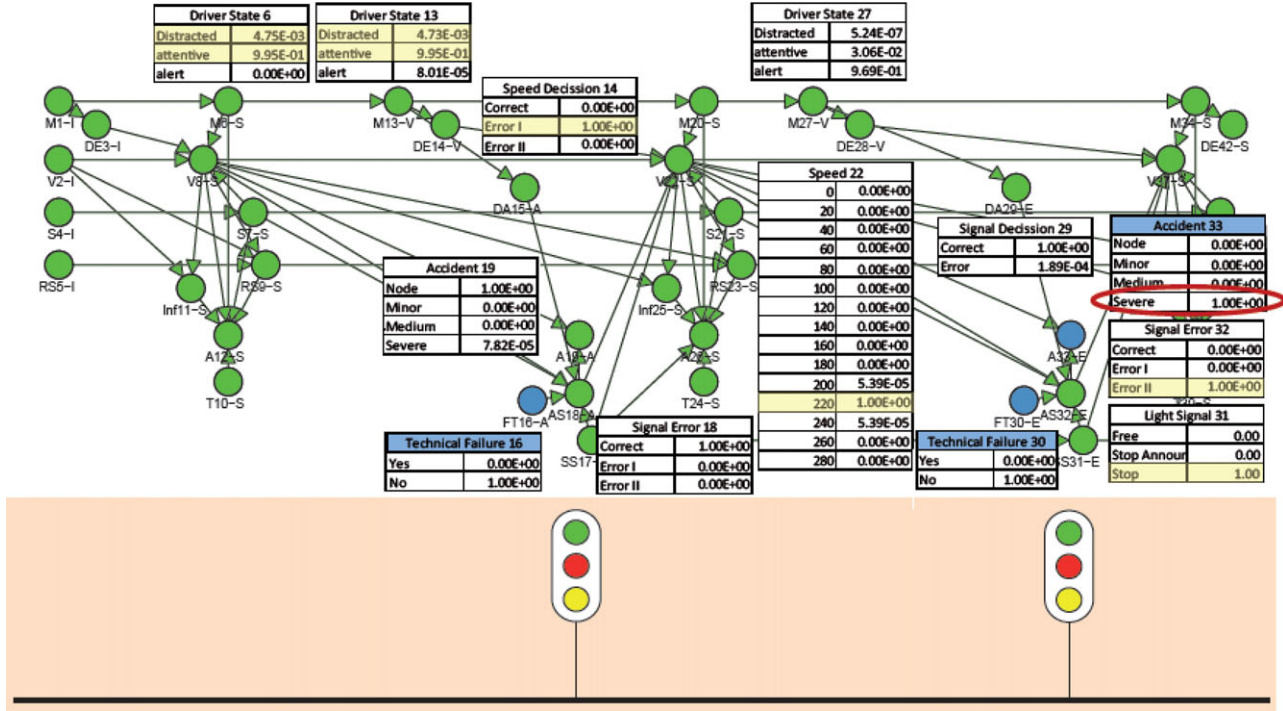 Driver State 6
Distracted 4.75E-03
attentive 9.95E-01
alert 0.00E+00
Driver State 13
Distracted 4.73E-03
attentive 9.95E-01
alert 8.01E-05
Driver State 27
Distracted 5.24E-07
attentive 3.06E-02
alert 9.69E-01
Speed Decission 14
Correct 0.00E+00
Error I 1.00E+00
Error II 0.00E+00
M1-I
DE3-I
M6-S
M13-V
DE14-V
M20-S
M27-V
DE28-V
M34-S
DE42-S
V2-I
V8-S
DA15-A
DA29-E
S4-I
S7-S
S21-S
RS5-I
RS9-S
RS23-S
Inf11-S
Inf25-S
A12-S
A19-A
A26-S
A33-E
T10-S
T24-S
FT16-A
AS18-A
FT30-E
AS32-E
SS17-
SS31-E
Speed 22
0 0.00E+00
20 0.00E+00
40 0.00E+00
60 0.00E+00
80 0.00E+00
100 0.00E+00
120 0.00E+00
140 0.00E+00
160 0.00E+00
180 0.00E+00
200 5.39E-05
220 1.00E+00
240 5.39E-05
260 0.00E+00
280 0.00E+00
Signal Decission 29
Correct 1.00E+00
Error 1.89E-04
Accident 33
Node 0.00E+00
Minor 0.00E+00
Medium 0.00E+00
Severe 1.00E+00
Accident 19
Node 1.00E+00
Minor 0.00E+00
Medium 0.00E+00
Severe 7.82E-05
Signal Error 32
Correct 0.00E+00
Error I 0.00E+00
Error II 1.00E+00
Light Signal 31
Free 0.00
Stop Annour 0.00
Stop 1.00
Technical Failure 16
Yes 0.00E+00
No 1.00E+00
Signal Error 18
Correct 1.00E+00
Error I 0.00E+00
Error II 0.00E+00
Technical Failure 30
Yes 0.00E+00
No 1.00E+00